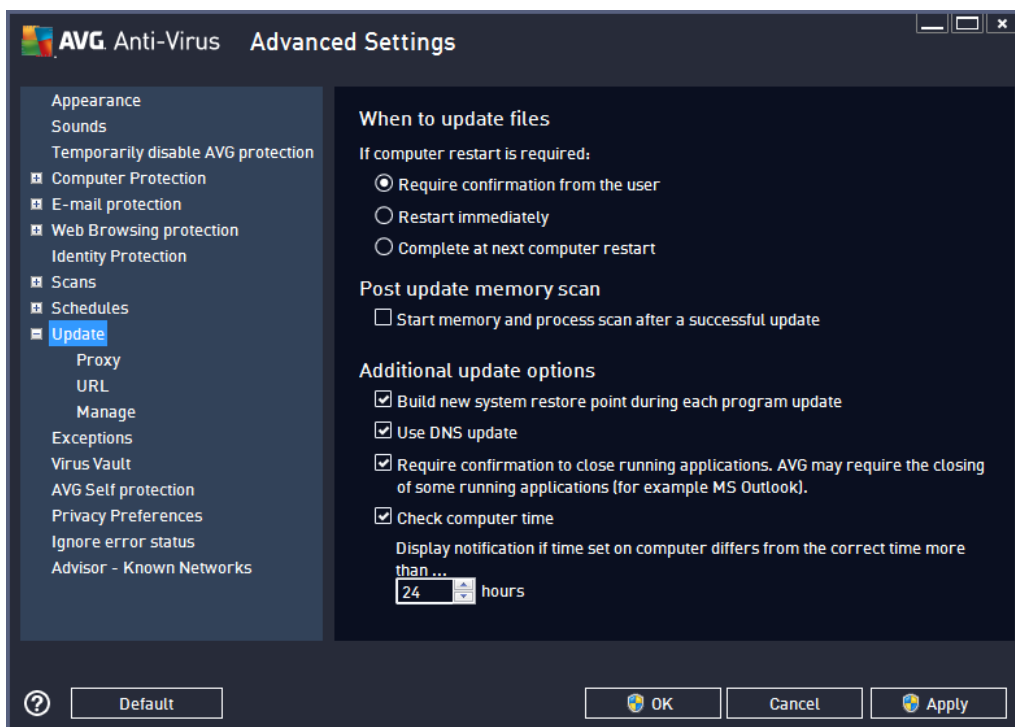 AVG. Anti-Virus Advanced Settings
Appearance
Sounds
Temporarily disable AVG protection
Computer Protection
E-mail protection
Web Browsing protection
Identity Protection
Scans
Schedules
Update
Proxy
URL
Manage
Exceptions
Virus Vault
AVG Self protection
Privacy Preferences
Ignore error status
Advisor - Known Networks
When to update files
If computer restart is required:
Require confirmation from the user
Restart immediately
Complete at next computer restart
Post update memory scan
Start memory and process scan after a successful update
Additional update options
Build new system restore point during each program update
Use DNS update
Require confirmation to close running applications. AVG may require the closing
of some running applications (for example MS Outlook).
Check computer time
Display notification if time set on computer differs from the correct time more
than ...
24 hours
? Default OK Cancel Apply